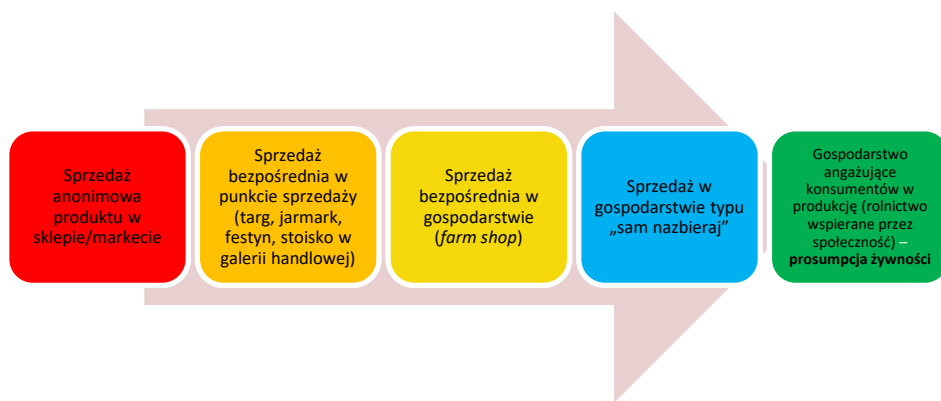 Sprzedaż
anonimowa
produktu w
sklepie/markecie
Sprzedaż
bezpośrednia w
punkcie sprzedaży
(targ, jarmark,
festyn, stoisko w
galerii handlowej)
Sprzedaż
bezpośrednia w
gospodarstwie
(farm shop)
Sprzedaż w
gospodarstwie typu
„sam nazbieraj”
Gospodarstwo
angażujące
konsumentów w
produkcję (rolnictwo
wspierane przez
społeczność) –
prosumpcja żywności